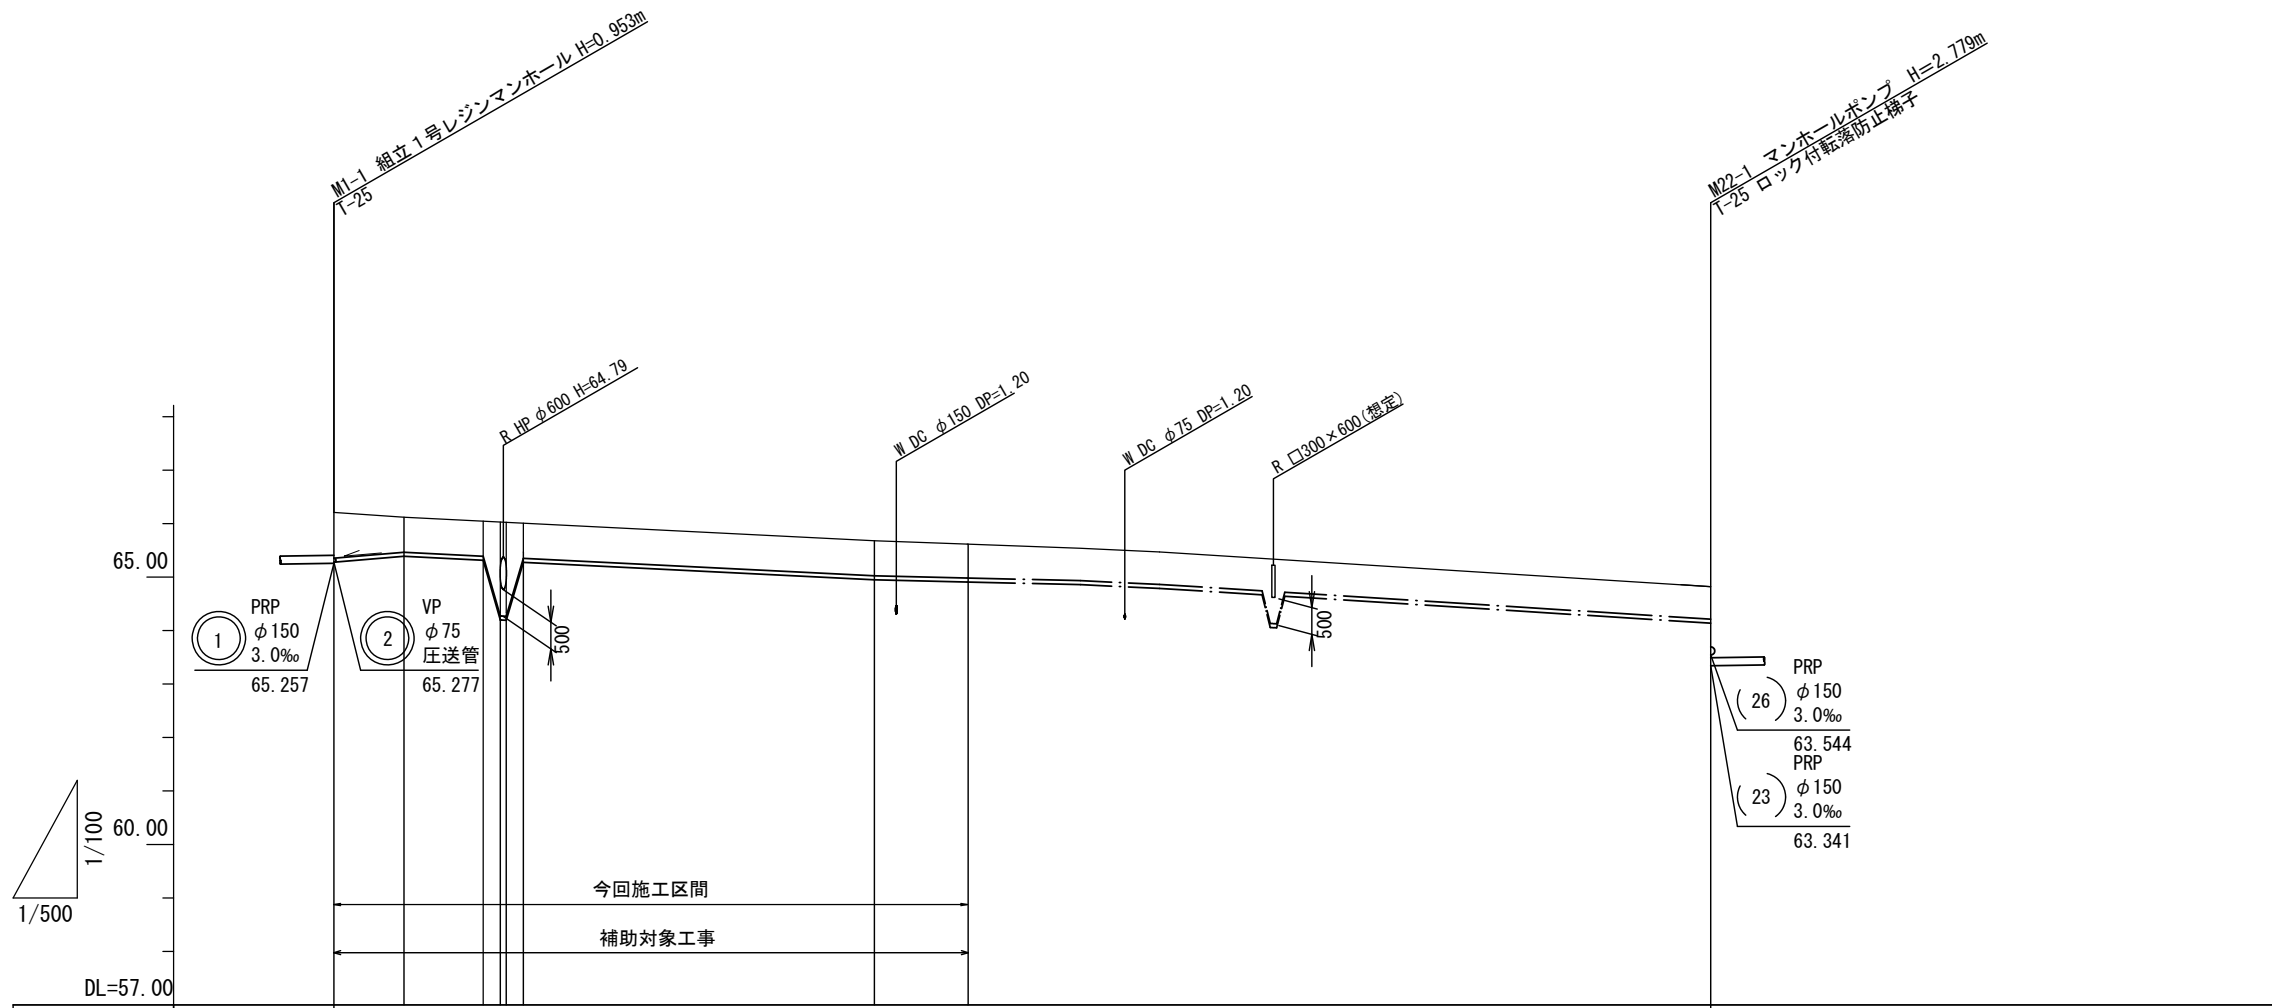 M1-1 組立1号レジンマンホール H=0.953m
T-25
M22-1 マンホールポンプ H=2.779m
T-25 ロック付転落防止梯子
R HP φ600 H=64.79
W DC φ150 DP=1.20
W DC φ75 DP=1.20
R □300×600(想定)
65.00
1
PRP
φ150
3.0‰
65.257
2
VP
φ75
圧送管
65.277
500
500
26
PRP
φ150
3.0‰
63.544
23
PRP
φ150
3.0‰
63.341
60.00
1/100
1/500
今回施工区間
補助対象工事
DL=57.00